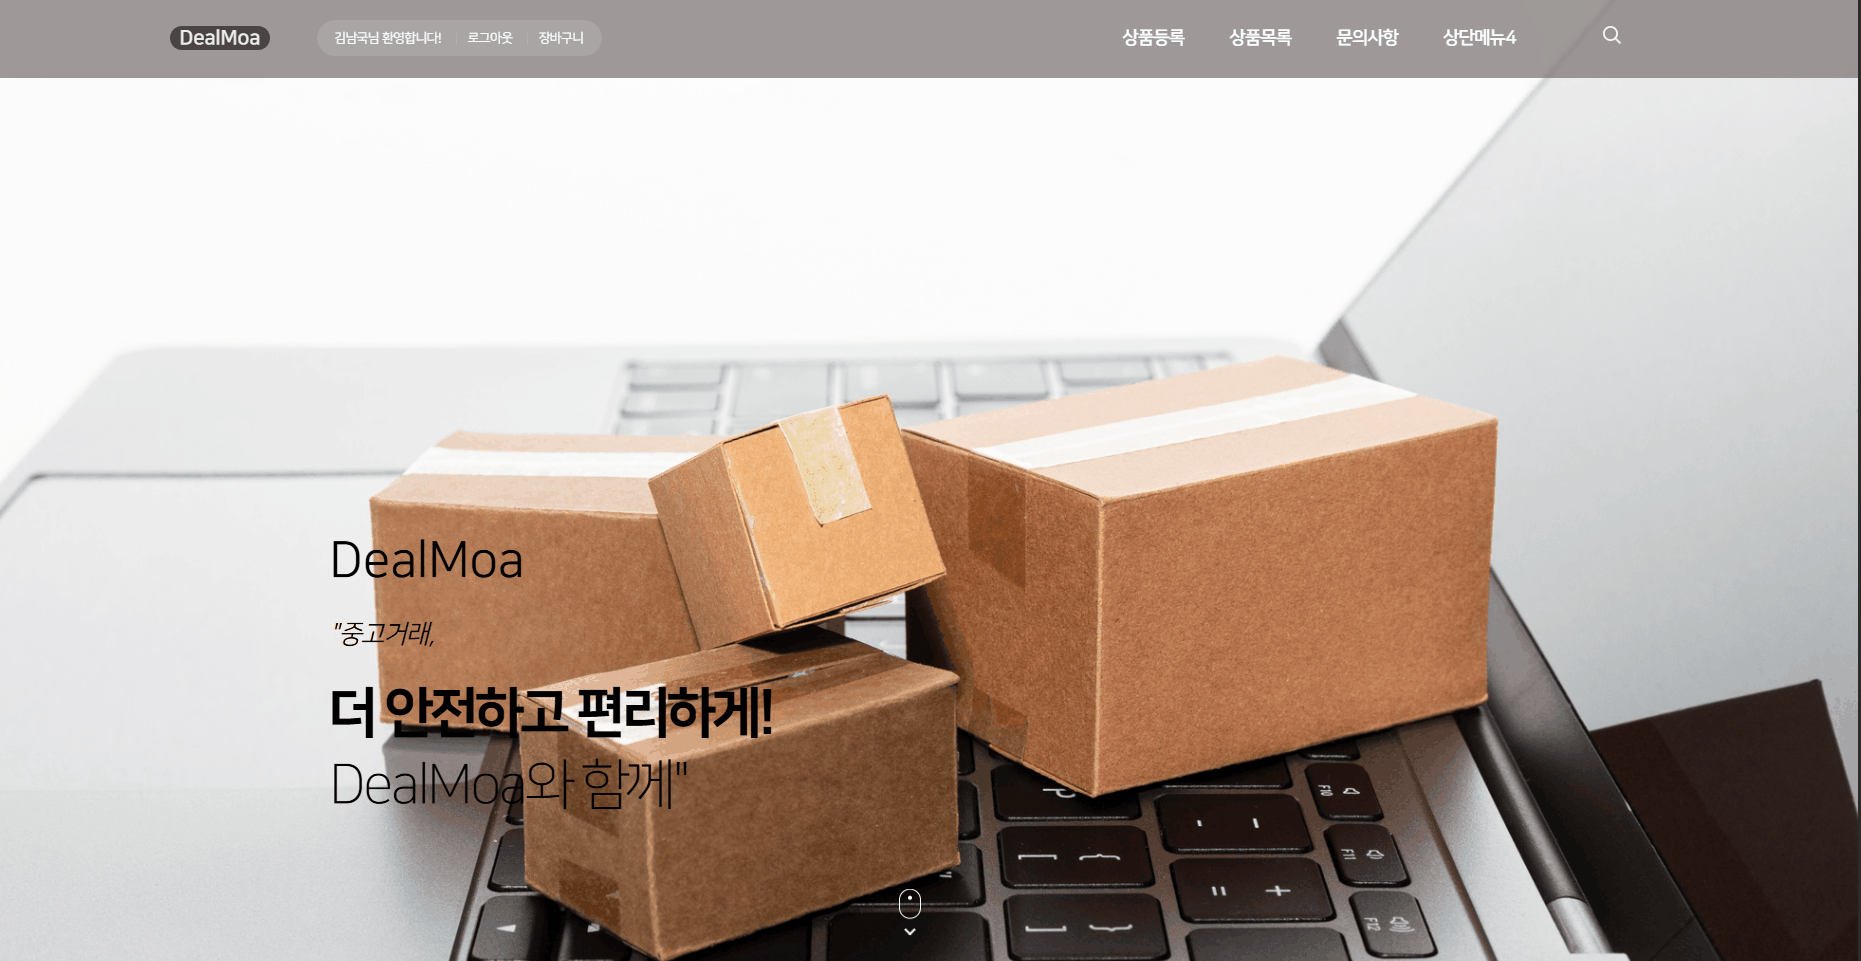 DealMoa
김남국님 환영합니다! 로그아웃 장바구니
상품등록 상품목록 문의사항 상단메뉴4
DealMoa
"중고거래,
더 안전하고 편리하게!
DealMoa와 함께"
F10
F11
F12